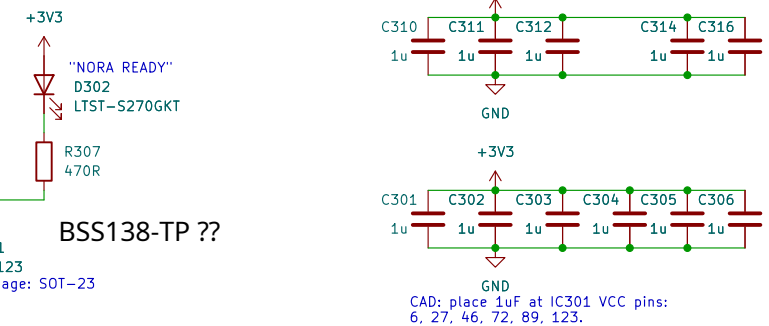 +3V3
"NORA READY"
D302
LTST-S270GKT
R307
470R
BSS138-TP ??
123
age: SOT-23
C310
1u
C311
1u
C312
1u
C314
1u
C316
1u
GND
+3V3
C301
1u
C302
1u
C303
1u
C304
1u
C305
1u
C306
1u
GND
CAD: place 1uF at IC301 VCC pins:
6, 27, 46, 72, 89, 123.